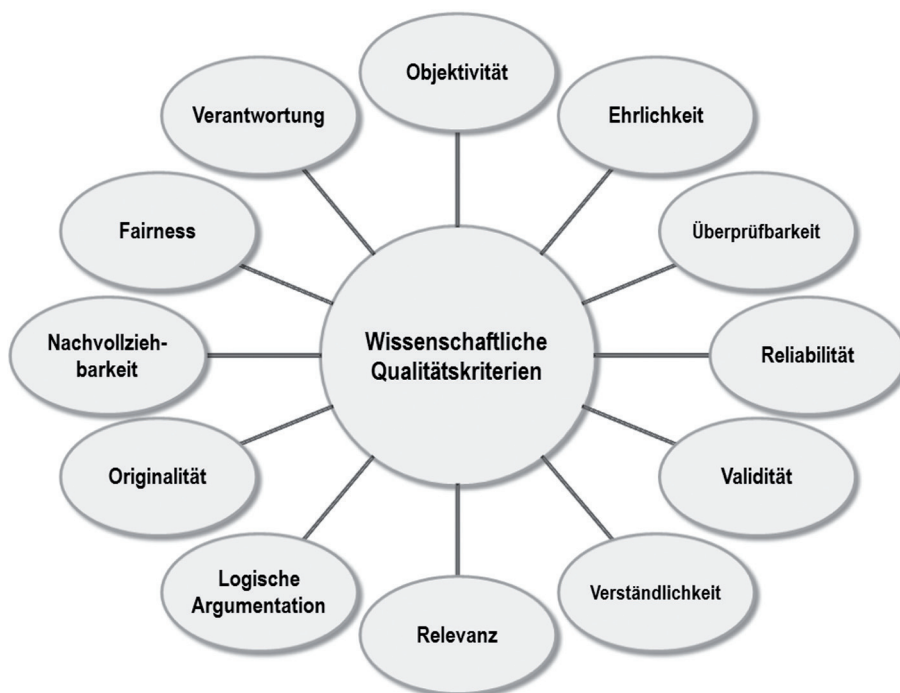 Objektivität
Ehrlichkeit
Überprüfbarkeit
Reliabilität
Validität
Verständlichkeit
Relevanz
Logische
Argumentation
Originalität
Nachvollzieh-
barkeit
Fairness
Verantwortung
Wissenschaftliche
Qualitätskriterien